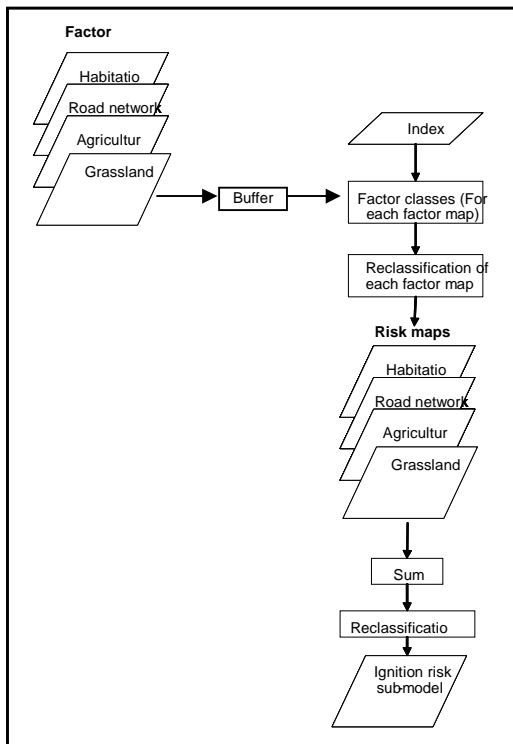 Factor
Habitatio
Road network
Agricultur
Grassland
Buffer
Index
Factor classes (For
each factor map)
Reclassification of
each factor map
Risk maps
Habitatio
Road network
Agricultur
Grassland
Sum
Reclassificatio
Ignition risk
sub-model